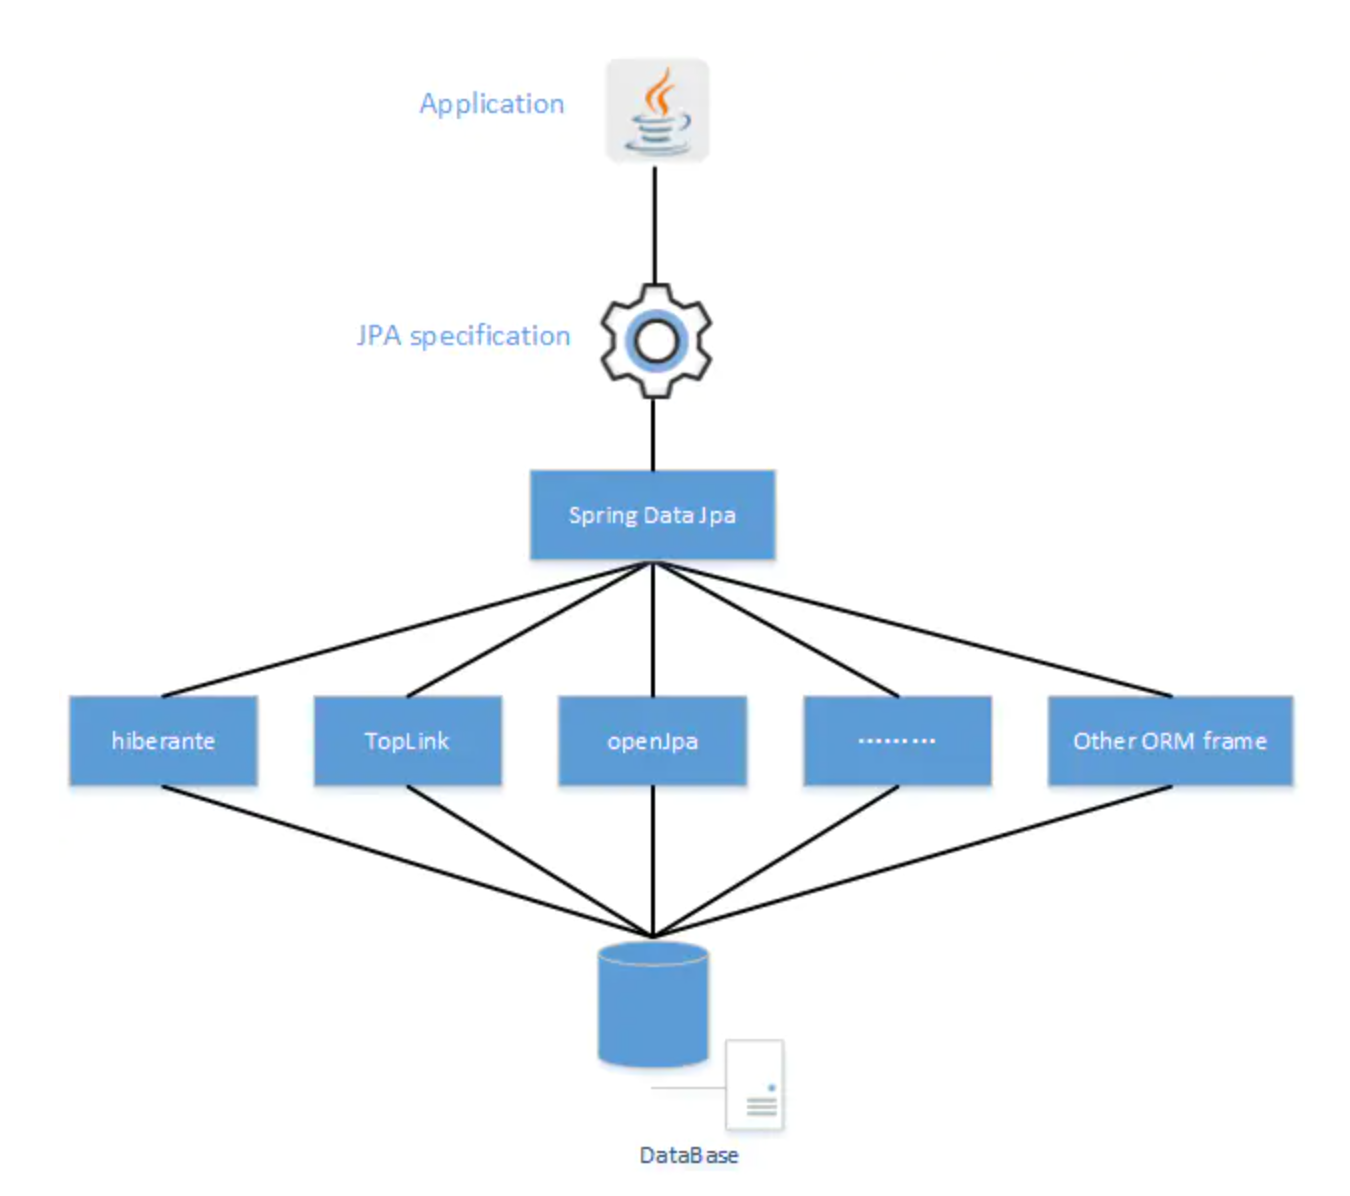 Application
JPA specification
Spring Data Jpa
hiberante
TopLink
openJpa
………
Other ORM frame
DataBase